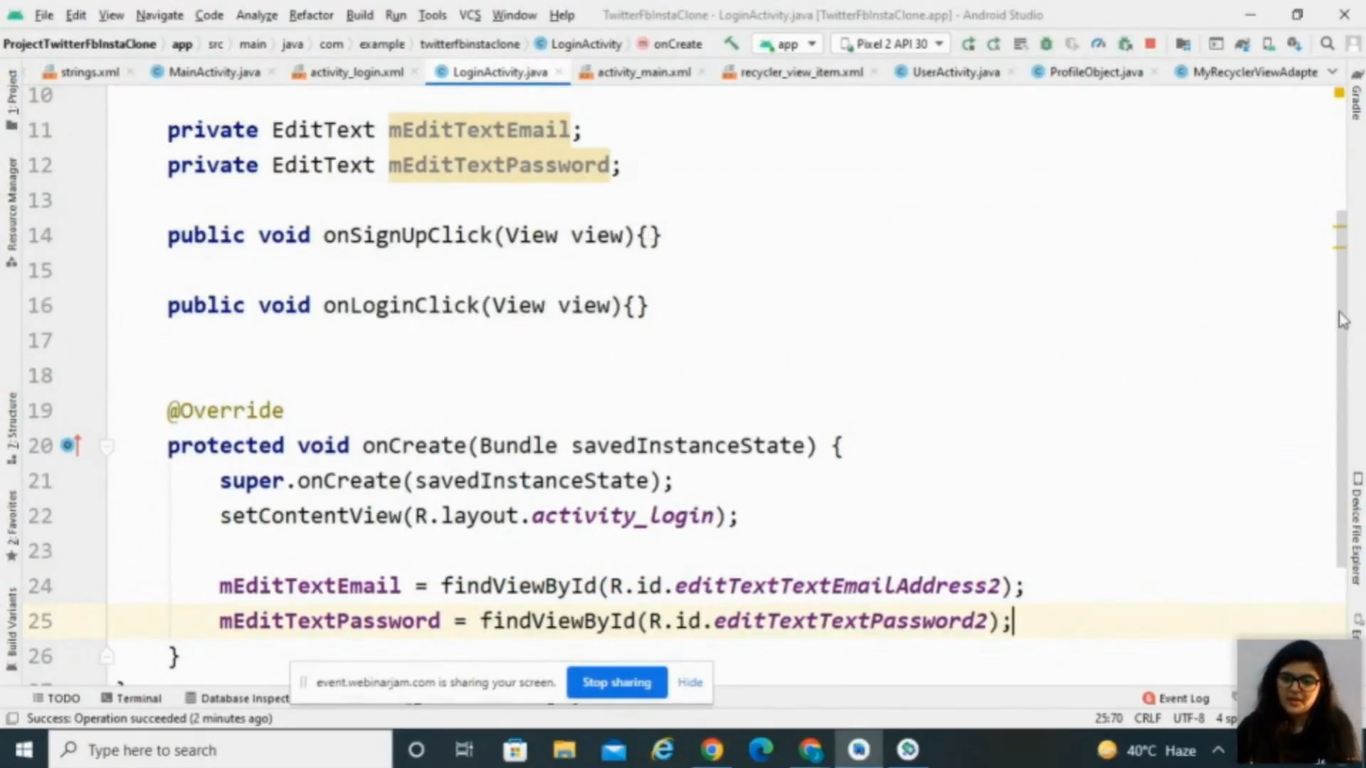 File Edit View Navigate Code Analyze Refactor Build Run Tools VCS Window Help TwitterFbInstaClone - LoginActivity.java [TwitterFbInstaClone.app] - Android Studio
ProjectTwitterFbInstaClone app src main java com example twitterfbinstaclone LoginActivity onCreate app Pixel 2 API 30
strings.xml MainActivity.java activity_login.xml LoginActivity.java activity_main.xml recycler_view_item.xml UserActivity.java ProfileObject.java MyRecyclerViewAdapte
1: Project
Resource Manager
2: Structure
2: Favorites
Build Variants
Gradle
Device File Explorer
10
11 private EditText mEditTextEmail;
12 private EditText mEditTextPassword;
13
14 public void onSignUpClick(View view){}
15
16 public void onLoginClick(View view){}
17
18
19 @Override
20 protected void onCreate(Bundle savedInstanceState) {
21 super.onCreate(savedInstanceState);
22 setContentView(R.layout.activity_login);
23
24 mEditTextEmail = findViewById(R.id.editTextTextEmailAddress2);
25 mEditTextPassword = findViewById(R.id.editTextTextPassword2);
26 }
event.webinarjam.com is sharing your screen. Stop sharing Hide
TODO Terminal Database Inspect Event Log
Success: Operation succeeded (2 minutes ago) 25:70 CRLF UTF-8 4 sp
Type here to search 40°C Haze